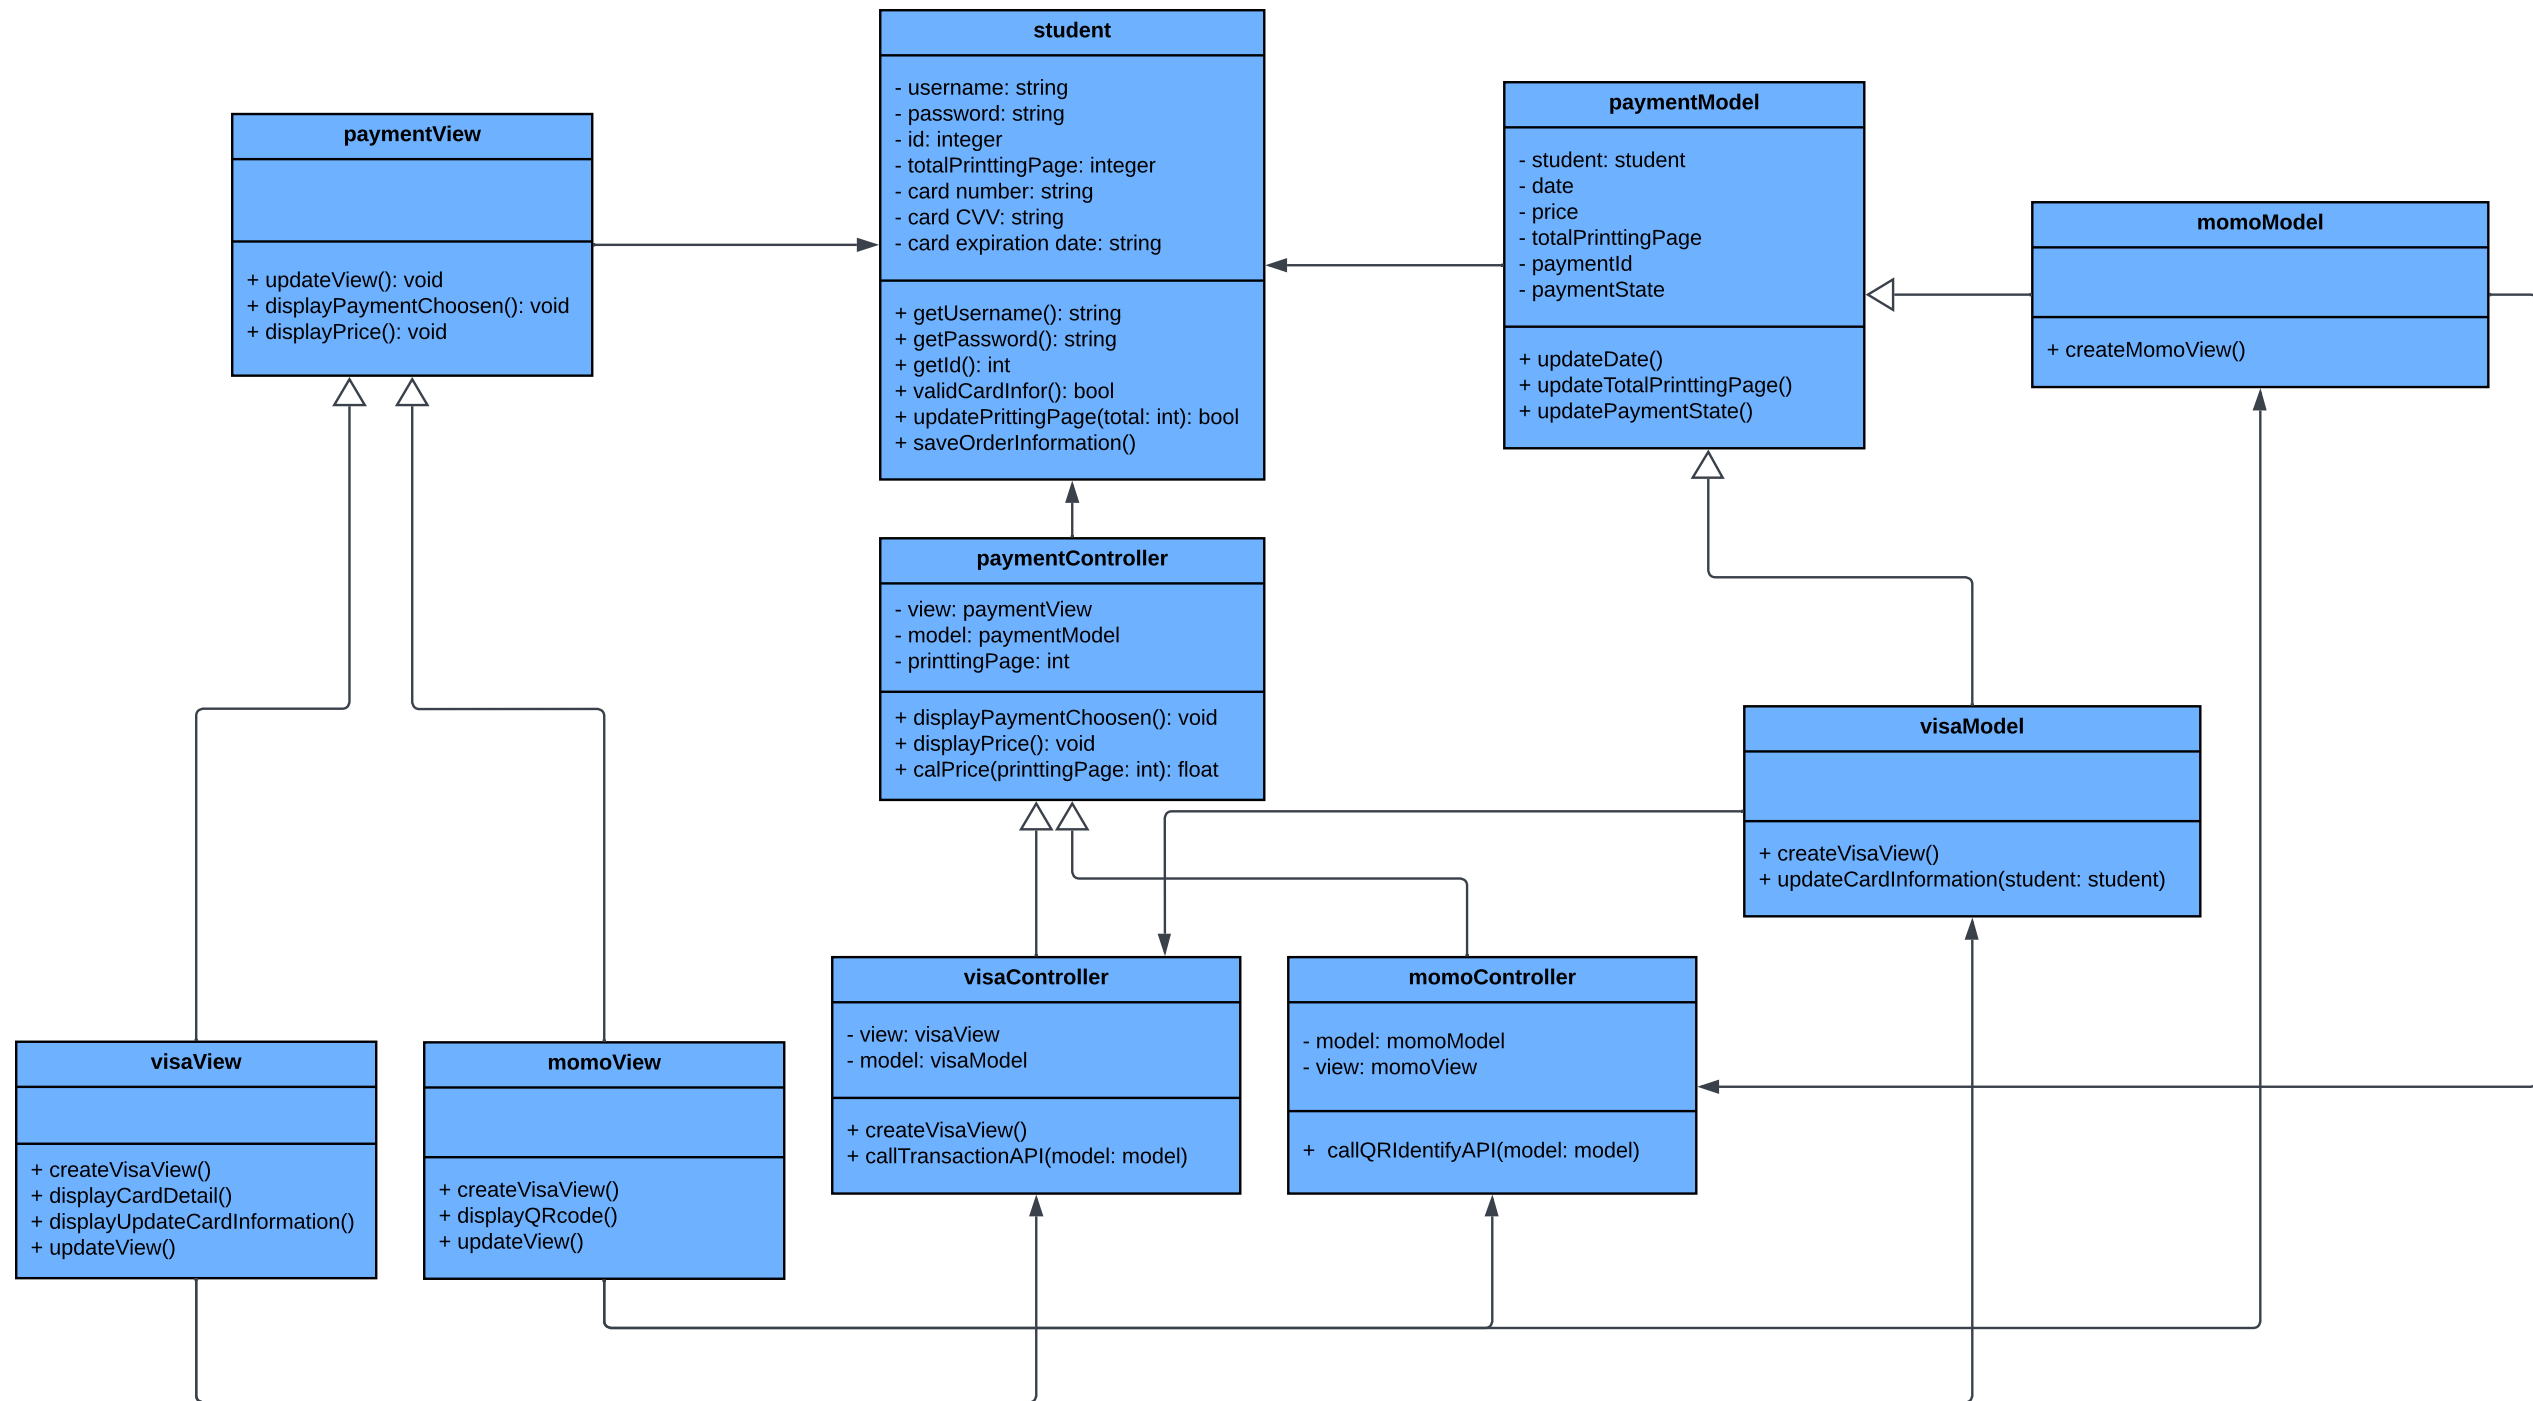 student
- username: string
- password: string
- id: integer
- totalPrinttingPage: integer
- card number: string
- card CVV: string
- card expiration date: string
+ getUsername(): string
+ getPassword(): string
+ getId(): int
+ validCardInfor(): bool
+ updatePrittingPage(total: int): bool
+ saveOrderInformation()
paymentView
+ updateView(): void
+ displayPaymentChoosen(): void
+ displayPrice(): void
paymentModel
- student: student
- date
- price
- totalPrinttingPage
- paymentId
- paymentState
+ updateDate()
+ updateTotalPrinttingPage()
+ updatePaymentState()
momoModel
+ createMomoView()
paymentController
- view: paymentView
- model: paymentModel
- printtingPage: int
+ displayPaymentChoosen(): void
+ displayPrice(): void
+ calPrice(printtingPage: int): float
visaModel
+ createVisaView()
+ updateCardInformation(student: student)
visaView
+ createVisaView()
+ displayCardDetail()
+ displayUpdateCardInformation()
+ updateView()
momoView
+ createVisaView()
+ displayQRcode()
+ updateView()
visaController
- view: visaView
- model: visaModel
+ createVisaView()
+ callTransactionAPI(model: model)
momoController
- model: momoModel
- view: momoView
+  callQRIdentifyAPI(model: model)